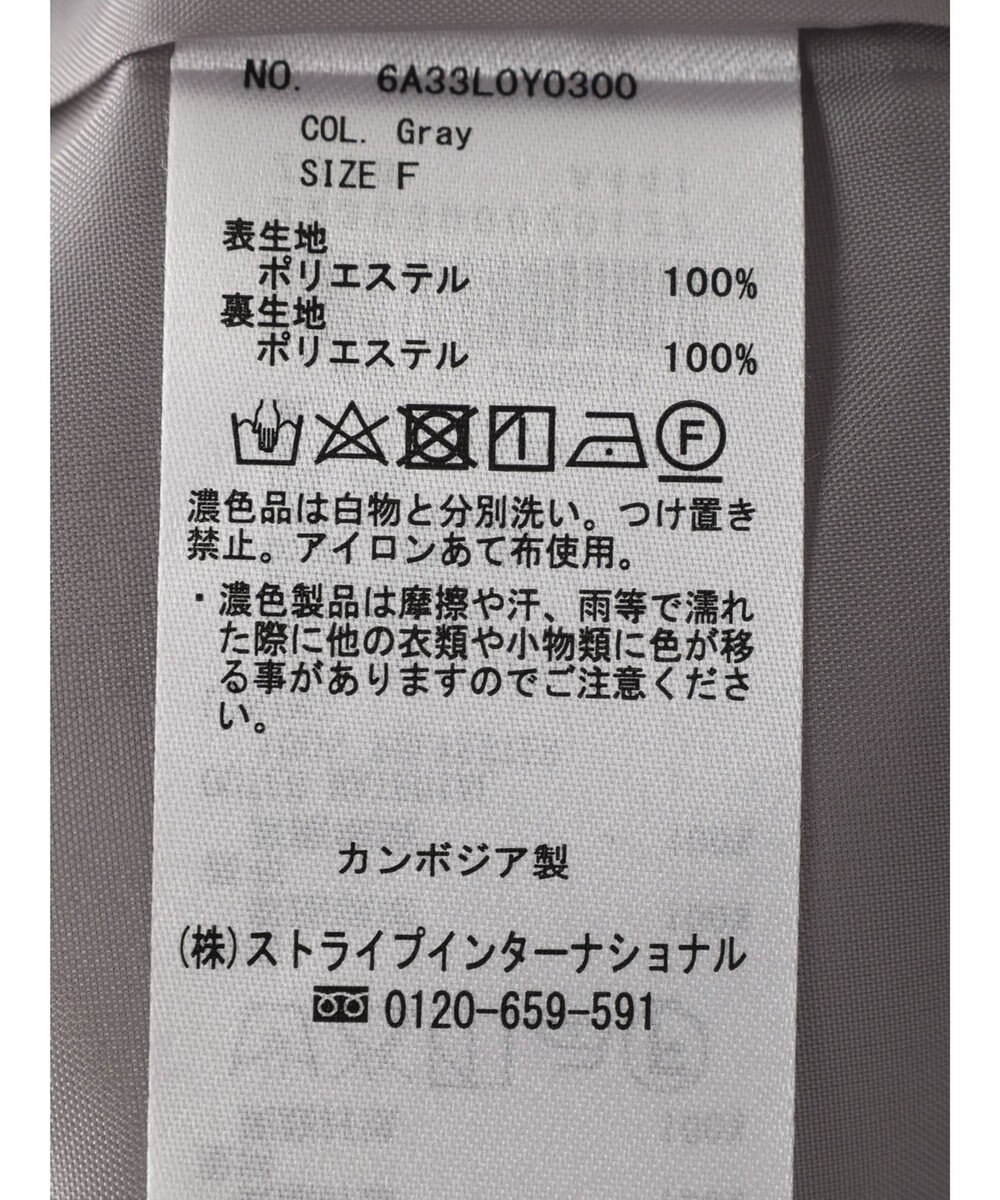 NO. 6A33L0Y0300
COL. Gray
SIZE F
表生地
ポリエステル 100%
裏生地
ポリエステル 100%
F
濃色品は白物と分別洗い。つけ置き
禁止。アイロンあて布使用。
・濃色製品は摩擦や汗、雨等で濡れ
た際に他の衣類や小物類に色が移
る事がありますのでご注意くださ
い。
カンボジア製
(株)ストライプインターナショナル
0120-659-591